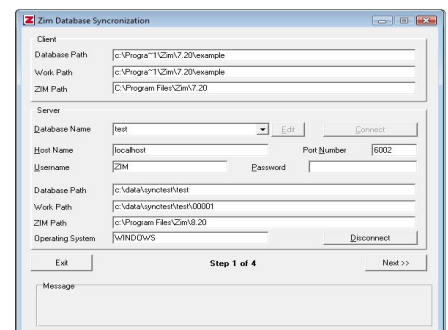 Zim Database Syncronization
Client
Database Path c:\Progra~1\Zim\7.20\example
Work Path c:\Progra~1\Zim\7.20\example
ZIM Path C:\Program Files\Zim\7.20
Server
Database Name test Edit Connect
Host Name localhost Port Number 6002
Username ZIM Password
Database Path c:\data\synctest\test
Work Path c:\data\synctest\test\00001
ZIM Path c:\Program Files\Zim\8.20
Operating System WINDOWS Disconnect
Exit Step 1 of 4 Next >>
Message